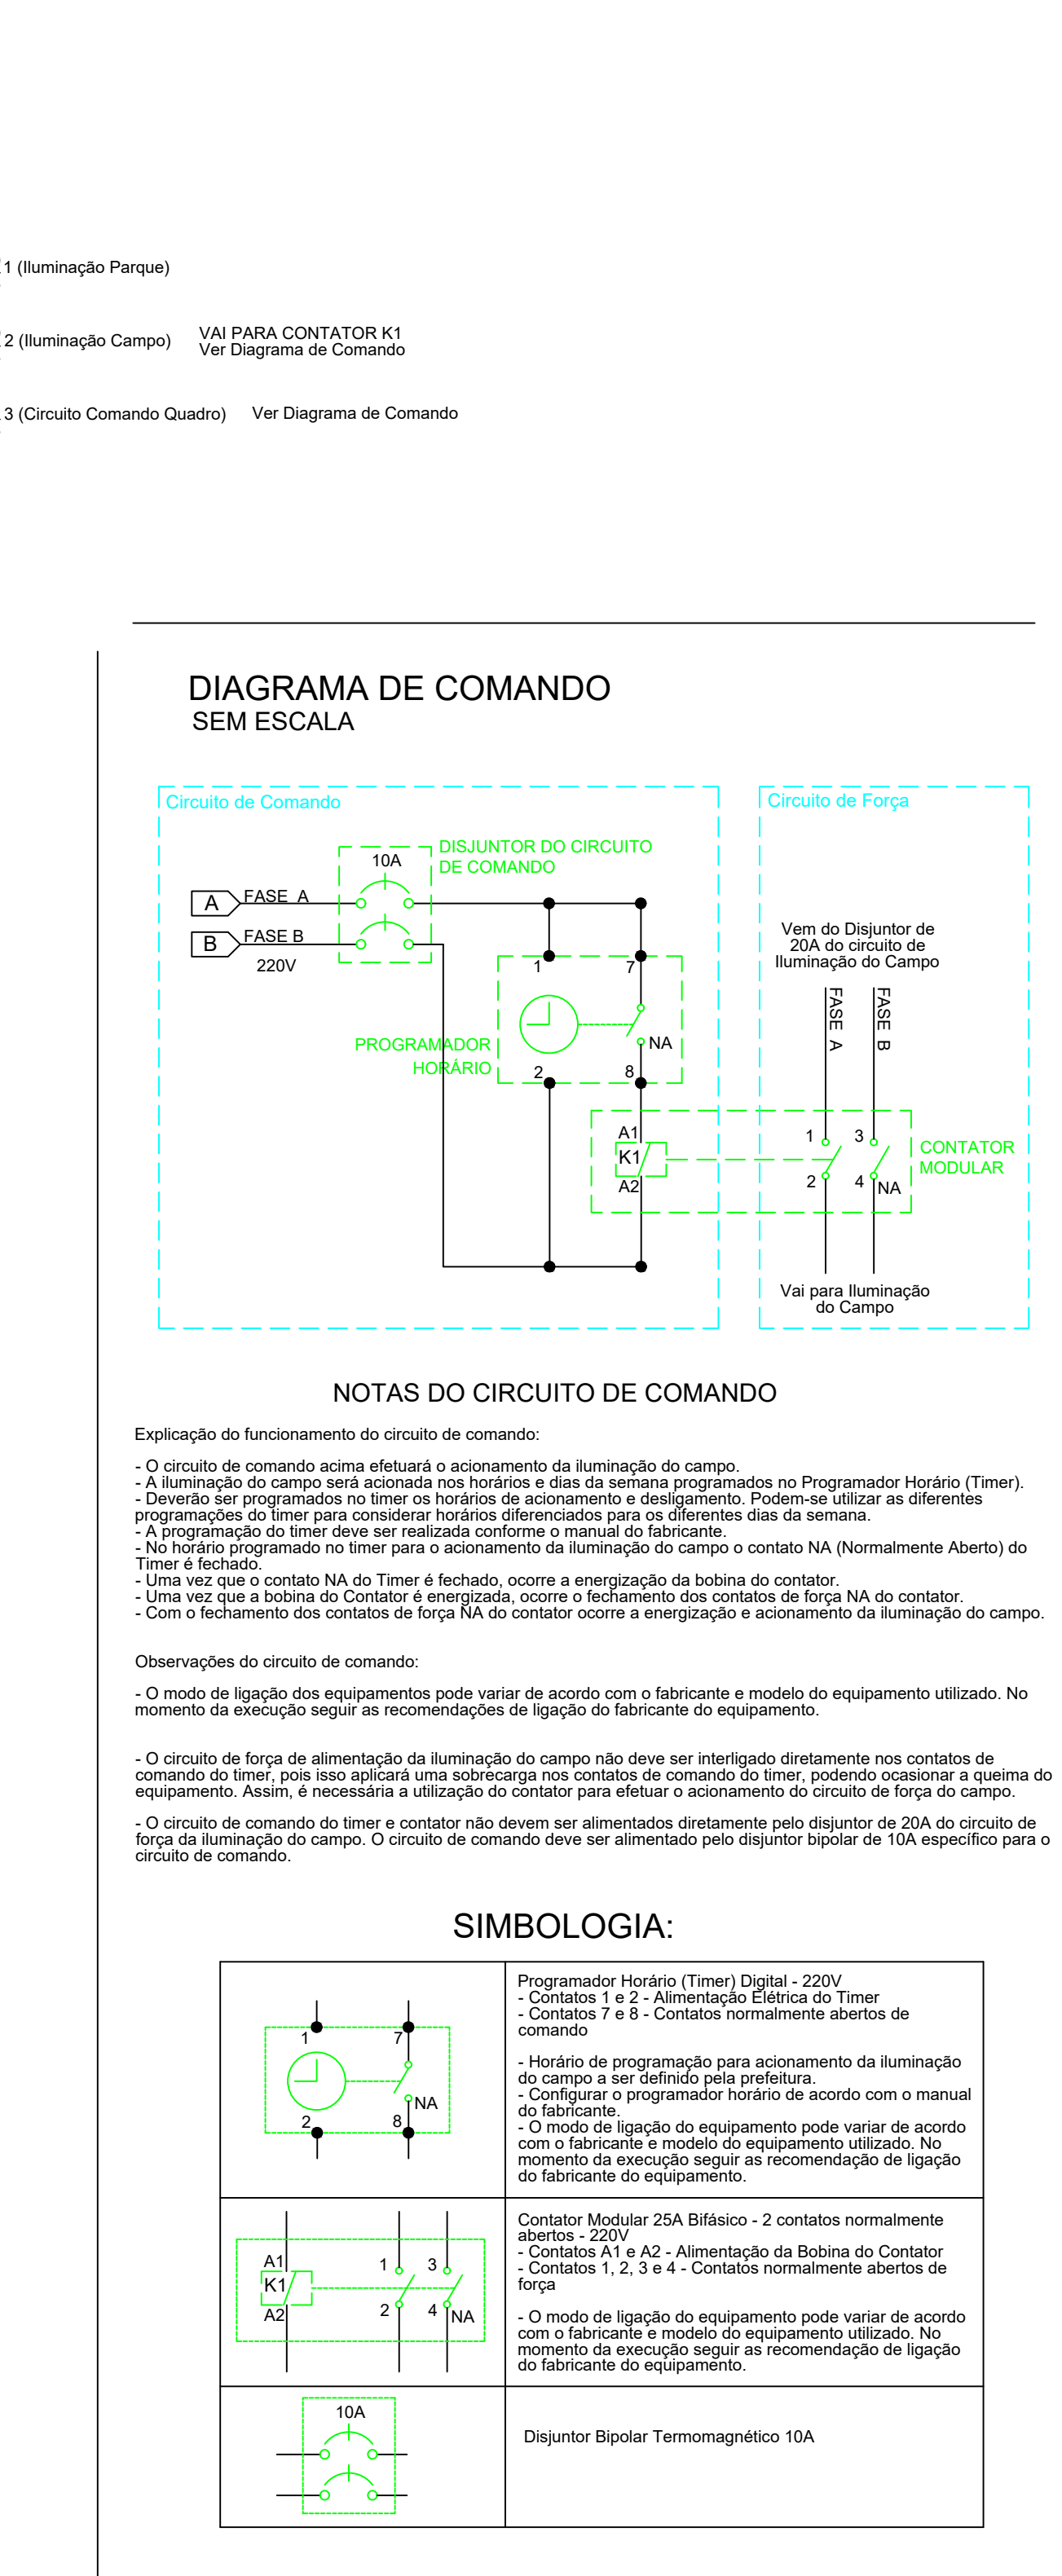 1 (Iluminação Parque)
2 (Iluminação Campo)
VAI PARA CONTATOR K1
Ver Diagrama de Comando
3 (Circuito Comando Quadro)
Ver Diagrama de Comando
DIAGRAMA DE COMANDO
SEM ESCALA
Circuito de Comando
DISJUNTOR DO CIRCUITO
DE COMANDO
10A
A
FASE A
B
FASE B
220V
1
7
PROGRAMADOR
HORÁRIO
NA
2
8
A1
K1
A2
Circuito de Força
Vem do Disjuntor de
20A do circuito de
Iluminação do Campo
FASE A
FASE B
1
3
2
4
NA
CONTATOR
MODULAR
Vai para Iluminação
do Campo
NOTAS DO CIRCUITO DE COMANDO
Explicação do funcionamento do circuito de comando:
- O circuito de comando acima efetuará o acionamento da iluminação do campo.
- A iluminação do campo será acionada nos horários e dias da semana programados no Programador Horário (Timer).
- Deverão ser programados no timer os horários de acionamento e desligamento. Podem-se utilizar as diferentes
programações do timer para considerar horários diferenciados para os diferentes dias da semana.
- A programação do timer deve ser realizada conforme o manual do fabricante.
- No horário programado no timer para o acionamento da iluminação do campo o contato NA (Normalmente Aberto) do
Timer é fechado.
- Uma vez que o contato NA do Timer é fechado, ocorre a energização da bobina do contator.
- Uma vez que a bobina do Contator é energizada, ocorre o fechamento dos contatos de força NA do contator.
- Com o fechamento dos contatos de força NA do contator ocorre a energização e acionamento da iluminação do campo.
Observações do circuito de comando:
- O modo de ligação dos equipamentos pode variar de acordo com o fabricante e modelo do equipamento utilizado. No
momento da execução seguir as recomendações de ligação do fabricante do equipamento.
- O circuito de força de alimentação da iluminação do campo não deve ser interligado diretamente nos contatos de
comando do timer, pois isso aplicará uma sobrecarga nos contatos de comando do timer, podendo ocasionar a queima do
equipamento. Assim, é necessária a utilização do contator para efetuar o acionamento do circuito de força do campo.
- O circuito de comando do timer e contator não devem ser alimentados diretamente pelo disjuntor de 20A do circuito de
força da iluminação do campo. O circuito de comando deve ser alimentado pelo disjuntor bipolar de 10A específico para o
circuito de comando.
SIMBOLOGIA:
1
7
NA
2
8
Programador Horário (Timer) Digital - 220V
- Contatos 1 e 2 - Alimentação Elétrica do Timer
- Contatos 7 e 8 - Contatos normalmente abertos de
comando
- Horário de programação para acionamento da iluminação
do campo a ser definido pela prefeitura.
- Configurar o programador horário de acordo com o manual
do fabricante.
- O modo de ligação do equipamento pode variar de acordo
com o fabricante e modelo do equipamento utilizado. No
momento da execução seguir as recomendação de ligação
do fabricante do equipamento.
A1
K1
A2
1
3
2
4
NA
Contator Modular 25A Bifásico - 2 contatos normalmente
abertos - 220V
- Contatos A1 e A2 - Alimentação da Bobina do Contator
- Contatos 1, 2, 3 e 4 - Contatos normalmente abertos de
força
- O modo de ligação do equipamento pode variar de acordo
com o fabricante e modelo do equipamento utilizado. No
momento da execução seguir as recomendação de ligação
do fabricante do equipamento.
10A
Disjuntor Bipolar Termomagnético 10A